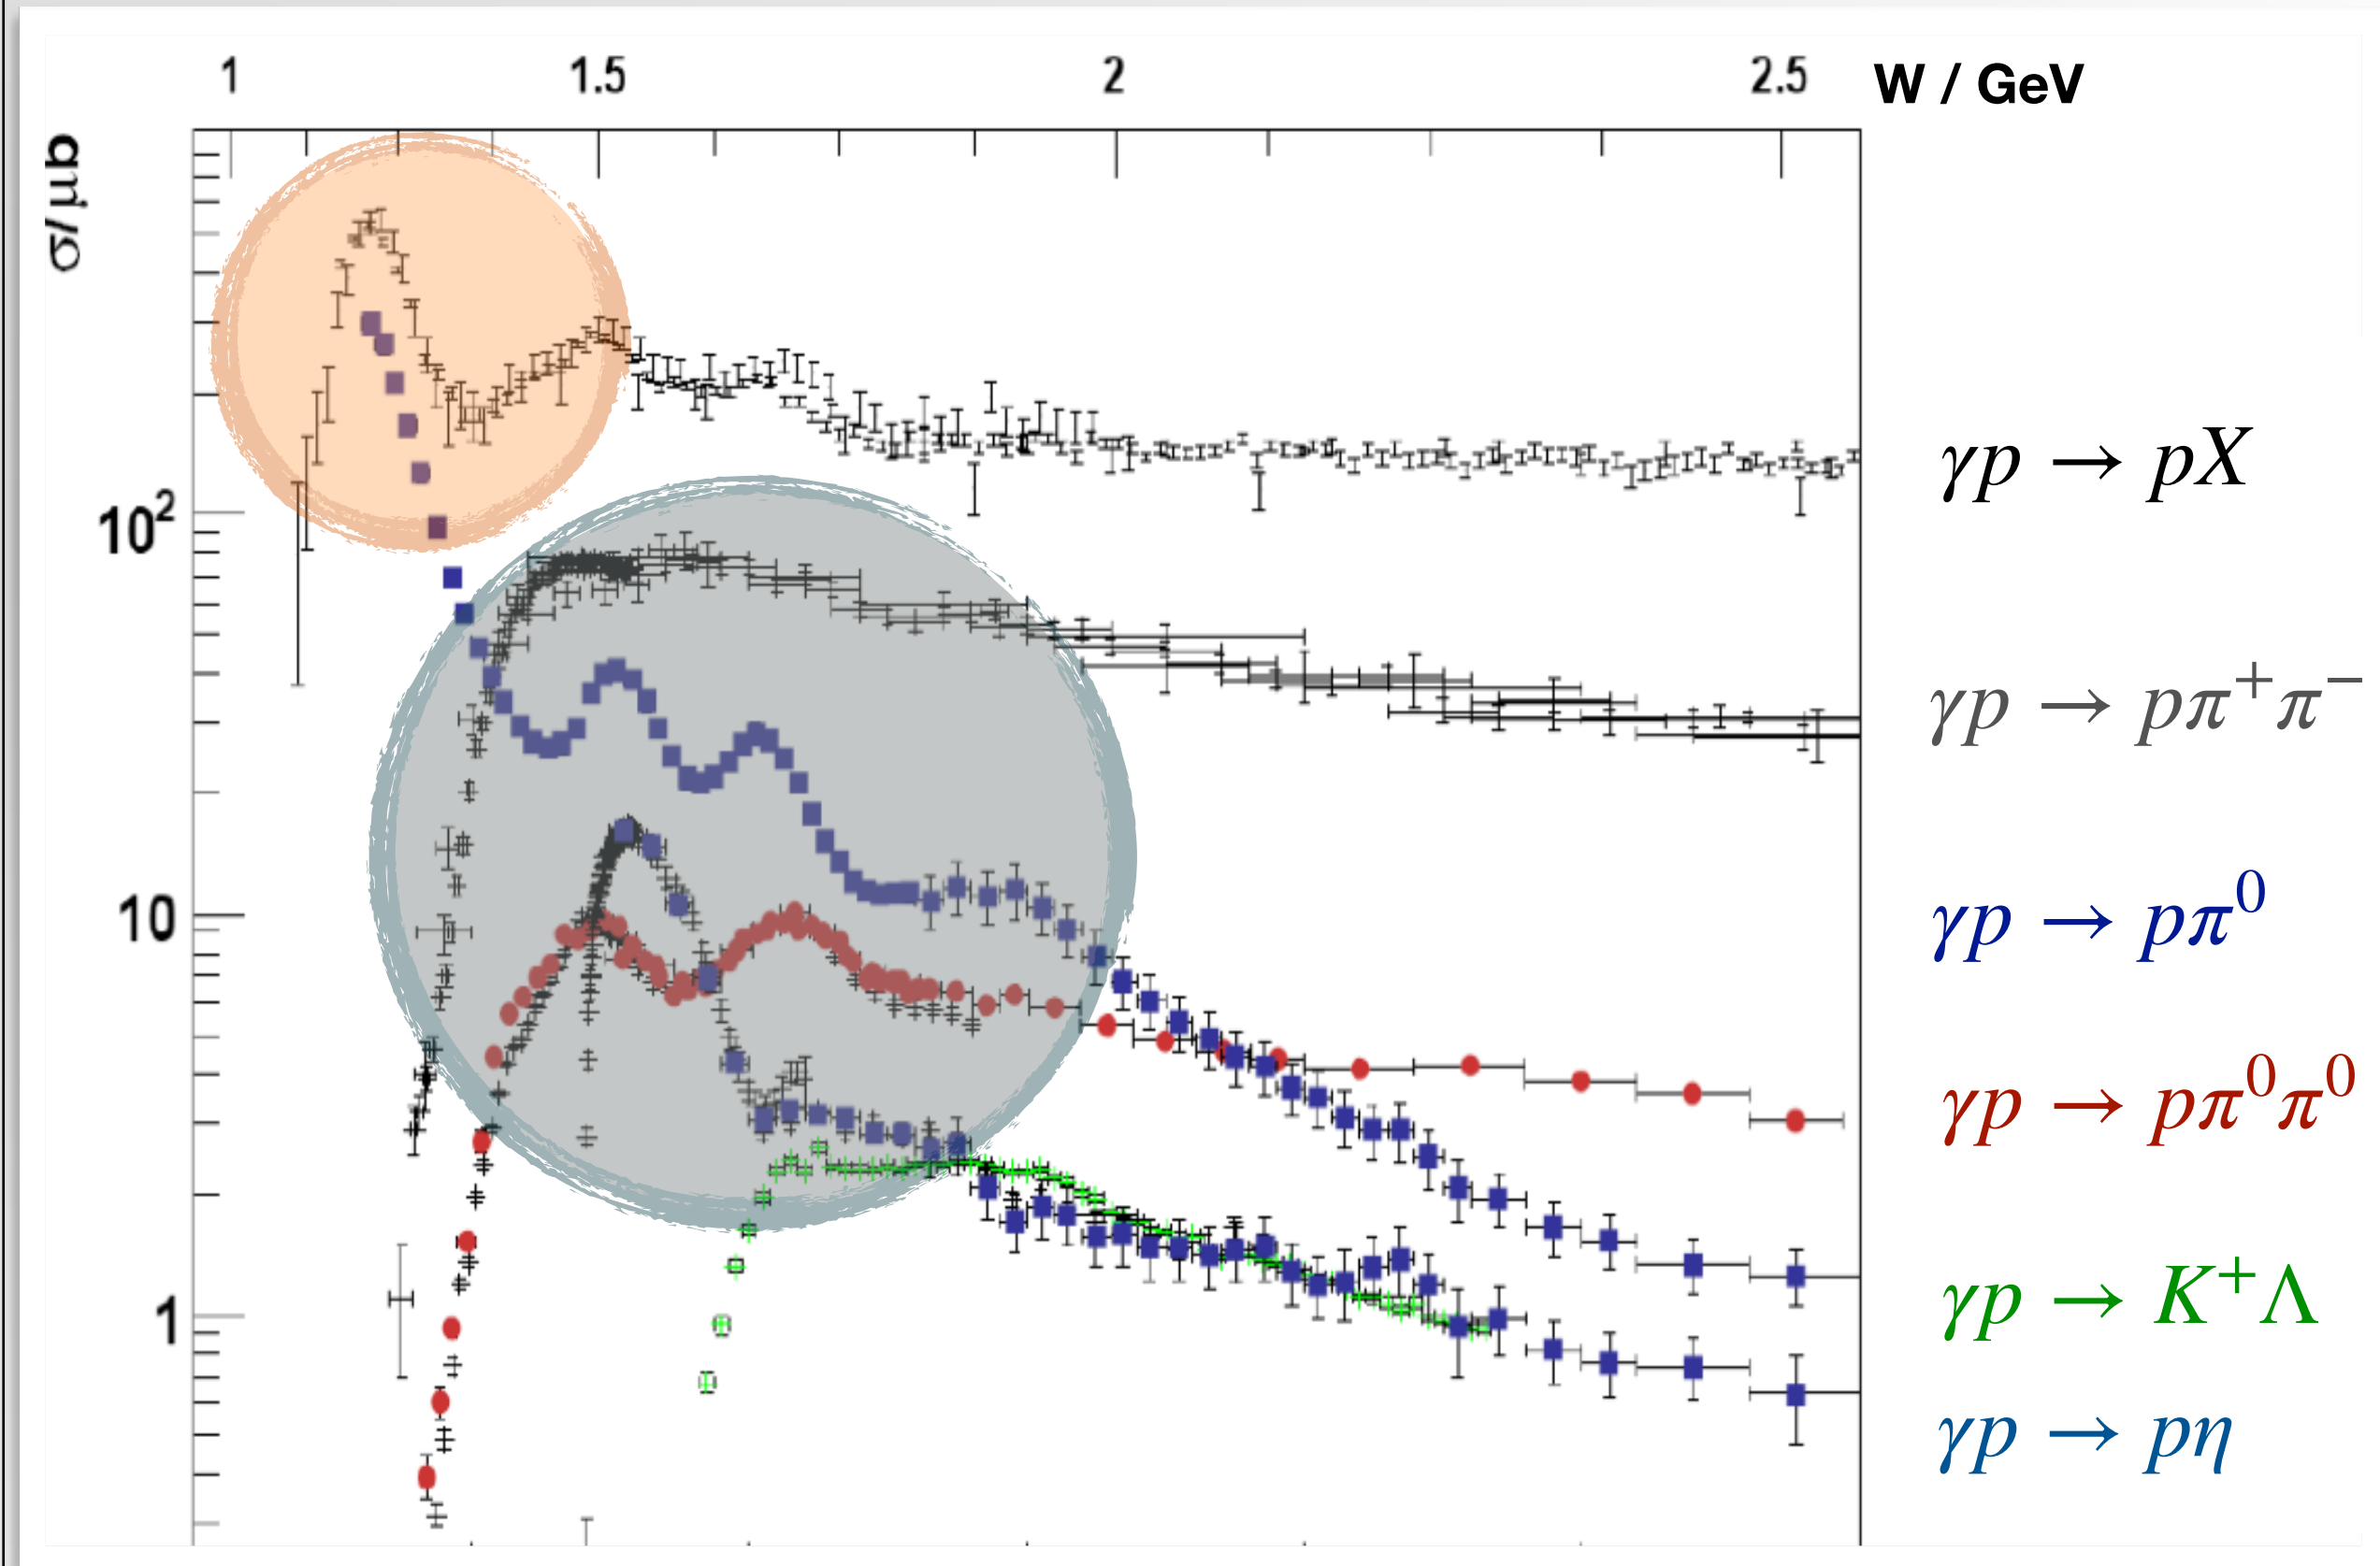 1 1.5 2 2.5 W / GeV
σ/μb
10²
10
1
γp → pX
γp → pπ⁺π⁻
γp → pπ⁰
γp → pπ⁰π⁰
γp → K⁺Λ
γp → pη